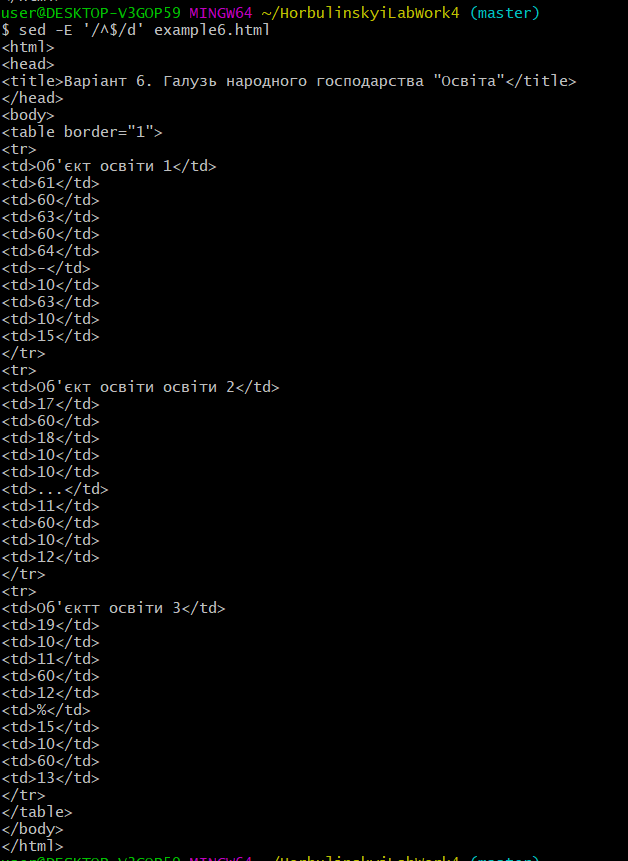 user@DESKTOP-V3GOP59 MINGW64 ~/HorbulinskyiLabWork4 (master)
$ sed -E '/^$/d' example6.html
<html>
<head>
<title>Варіант 6. Галузь народного господарства "Освіта"</title>
</head>
<body>
<table border="1">
<tr>
<td>Об'єкт освіти 1</td>
<td>61</td>
<td>60</td>
<td>63</td>
<td>60</td>
<td>64</td>
<td>-</td>
<td>10</td>
<td>63</td>
<td>10</td>
<td>15</td>
</tr>
<tr>
<td>Об'єкт освіти освіти 2</td>
<td>17</td>
<td>60</td>
<td>18</td>
<td>10</td>
<td>10</td>
<td>...</td>
<td>11</td>
<td>60</td>
<td>10</td>
<td>12</td>
</tr>
<tr>
<td>Об'єктт освіти 3</td>
<td>19</td>
<td>10</td>
<td>11</td>
<td>60</td>
<td>12</td>
<td>%</td>
<td>15</td>
<td>10</td>
<td>60</td>
<td>13</td>
</tr>
</table>
</body>
</html>
user@DESKTOP-V3GOP59 MINGW64 ~/HorbulinskyiLabWork4 (master)